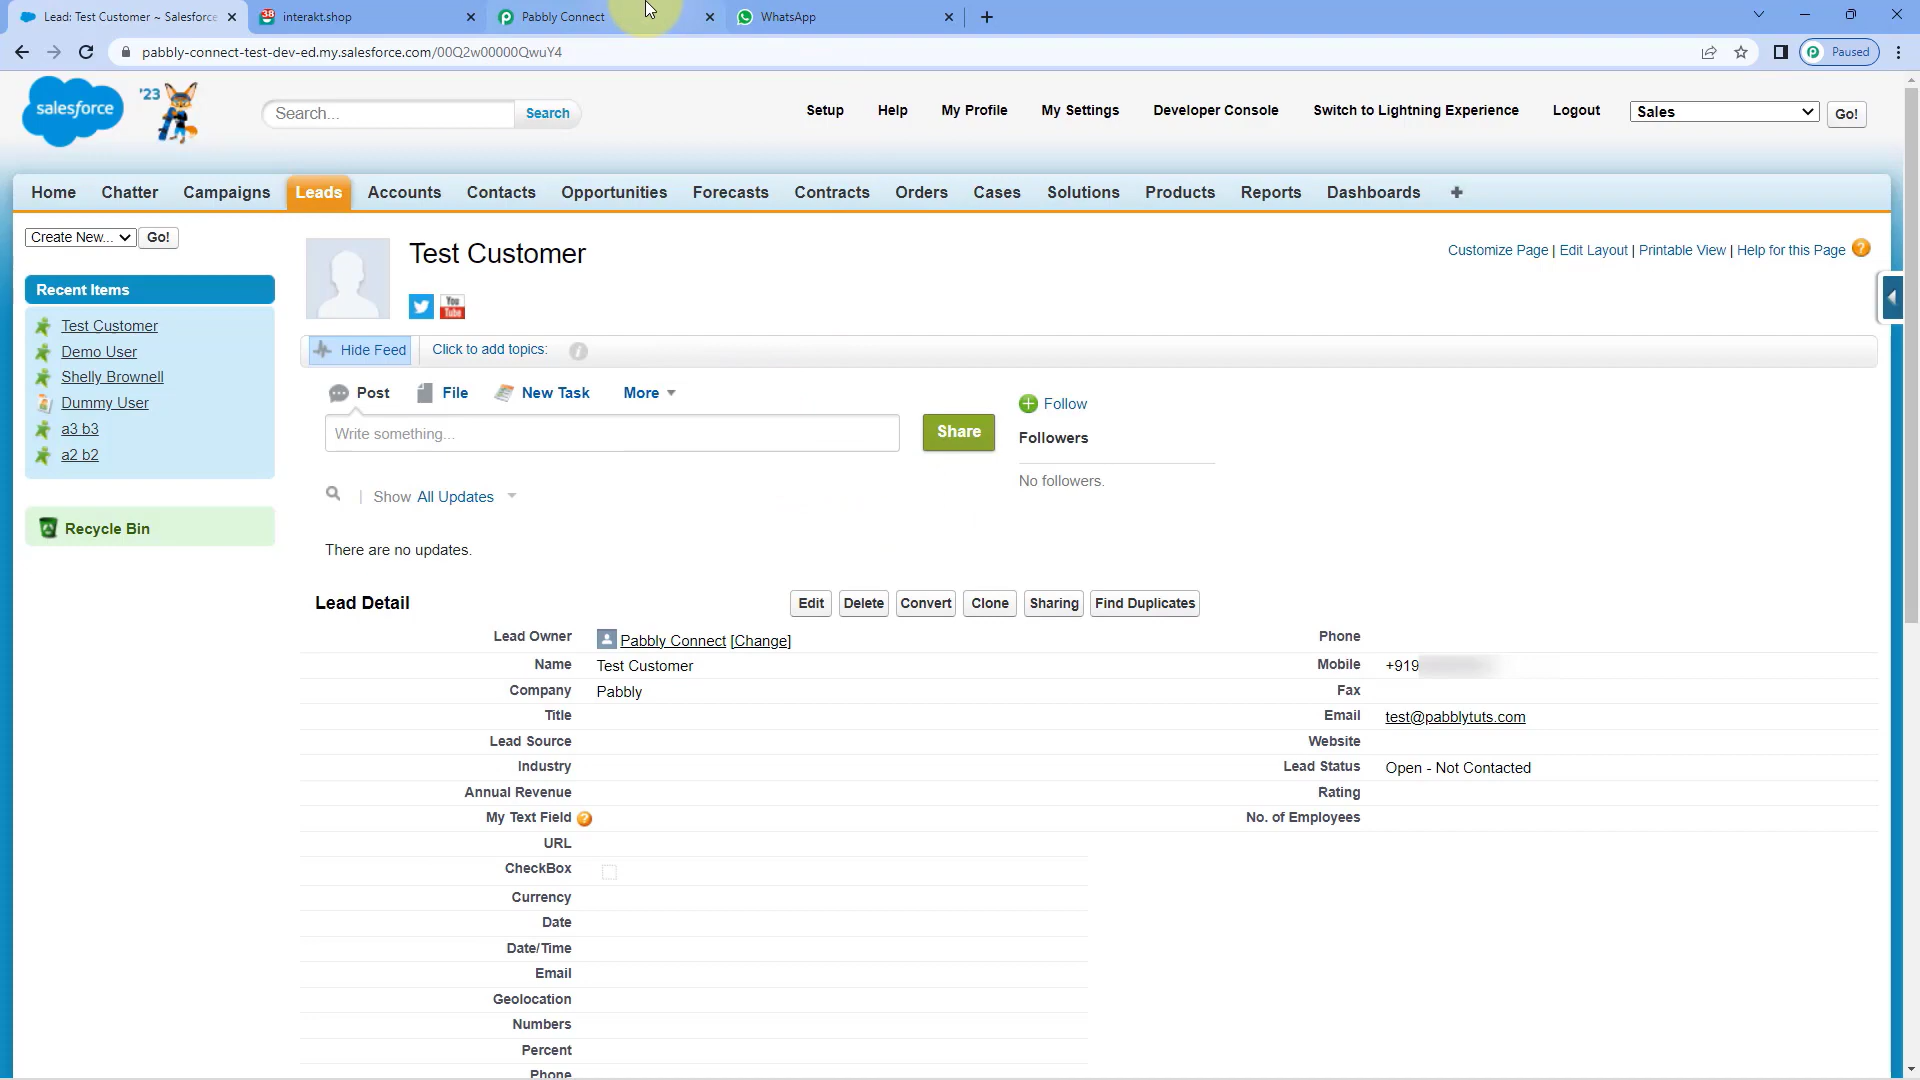 Lead: Test Customer ~ Salesforce
interakt.shop
Pabbly Connect
WhatsApp
pabbly-connect-test-dev-ed.my.salesforce.com/00Q2w00000QwuY4
Paused
salesforce
'23
Search...
Search
Setup
Help
My Profile
My Settings
Developer Console
Switch to Lightning Experience
Logout
Sales
Go!
Home
Chatter
Campaigns
Leads
Accounts
Contacts
Opportunities
Forecasts
Contracts
Orders
Cases
Solutions
Products
Reports
Dashboards
Create New...
Go!
Recent Items
Test Customer
Demo User
Shelly Brownell
Dummy User
a3 b3
a2 b2
Recycle Bin
Test Customer
Customize Page | Edit Layout | Printable View | Help for this Page
You Tube
Hide Feed
Click to add topics:
Post
File
New Task
More
Write something...
Share
Follow
Followers
No followers.
Show All Updates
There are no updates.
Lead Detail
Edit
Delete
Convert
Clone
Sharing
Find Duplicates
Lead Owner Pabbly Connect [Change]
Phone
Name Test Customer
Mobile +919
Company Pabbly
Fax
Title
Email test@pabblytuts.com
Lead Source
Website
Industry
Lead Status Open - Not Contacted
Annual Revenue
Rating
My Text Field
No. of Employees
URL
CheckBox
Currency
Date
Date/Time
Email
Geolocation
Numbers
Percent
Phone